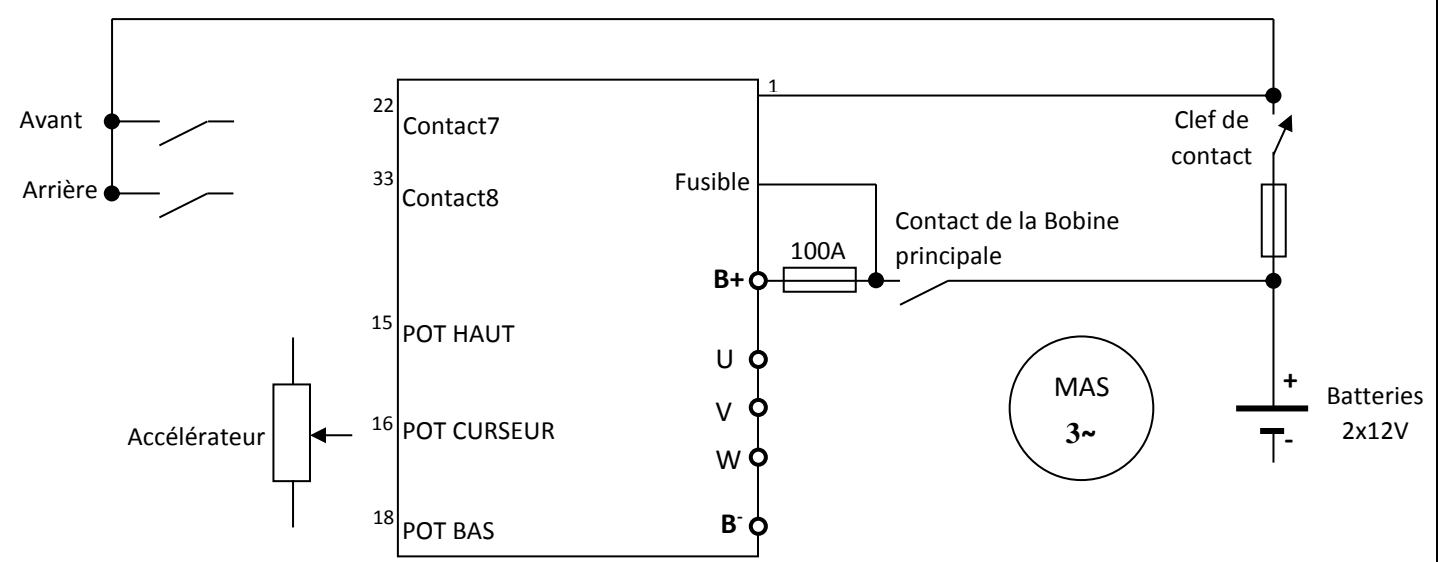 1
22
Contact7
Avant
Clef de
contact
33
Contact8
Arrière
Fusible
Contact de la Bobine
principale
100A
B+
15
POT HAUT
U
MAS
3~
+
-
Batteries
2x12V
V
Accélérateur
16
POT CURSEUR
W
18
POT BAS
B-